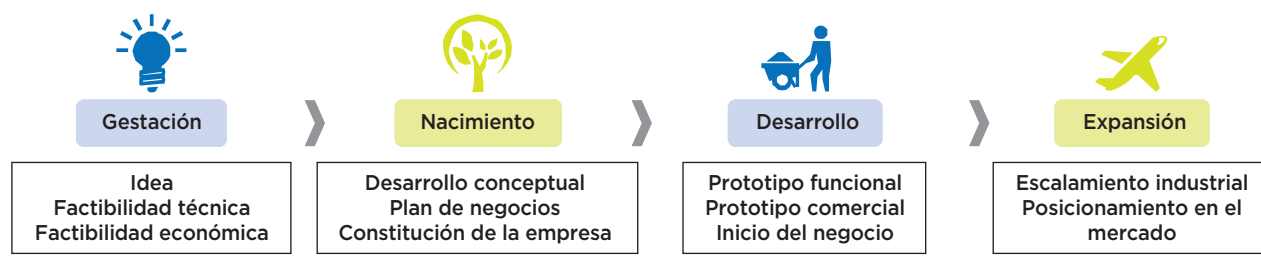 Gestación
Nacimiento
Desarrollo
Expansión
Idea
Factibilidad técnica
Factibilidad económica
Desarrollo conceptual
Plan de negocios
Constitución de la empresa
Prototipo funcional
Prototipo comercial
Inicio del negocio
Escalamiento industrial
Posicionamiento en el
mercado